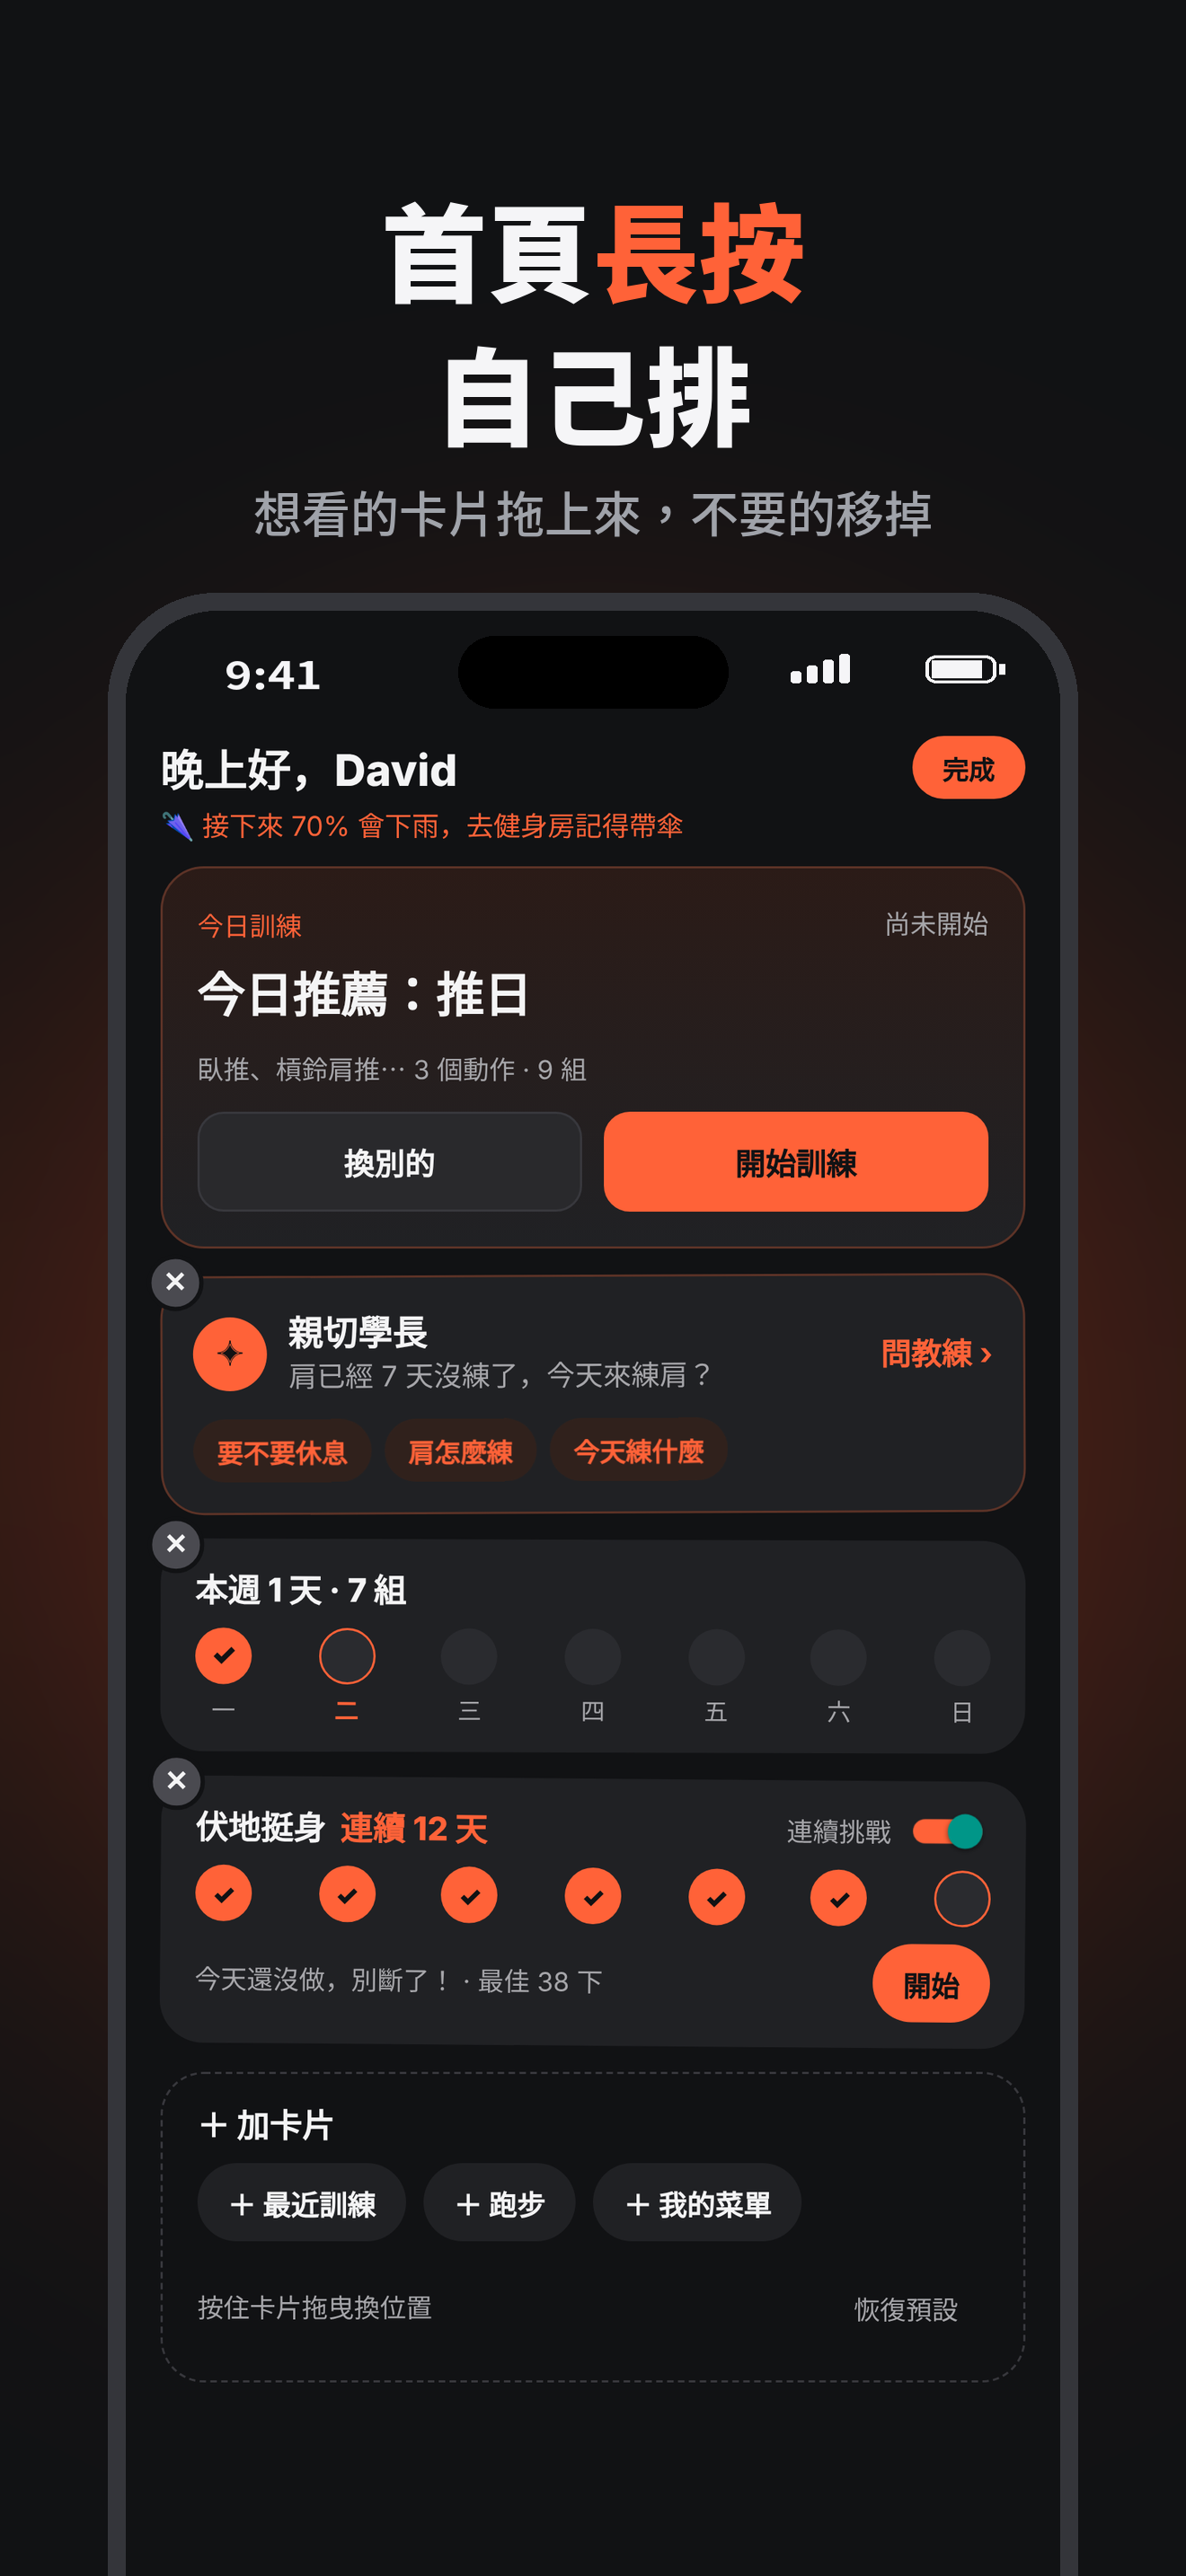 首頁長按
自己排
想看的卡片拖上來，不要的移掉
9:41
晚上好，David
完成
接下來 70% 會下雨，去健身房記得帶傘
今日訓練
尚未開始
今日推薦：推日
臥推、槓鈴肩推… 3 個動作 · 9 組
換別的
開始訓練
親切學長
肩已經 7 天沒練了，今天來練肩？
問教練 ›
要不要休息
肩怎麼練
今天練什麼
本週 1 天 · 7 組
一 二 三 四 五 六 日
伏地挺身 連續 12 天
連續挑戰
今天還沒做，別斷了！ · 最佳 38 下
開始
＋ 加卡片
＋ 最近訓練
＋ 跑步
＋ 我的菜單
按住卡片拖曳換位置
恢復預設